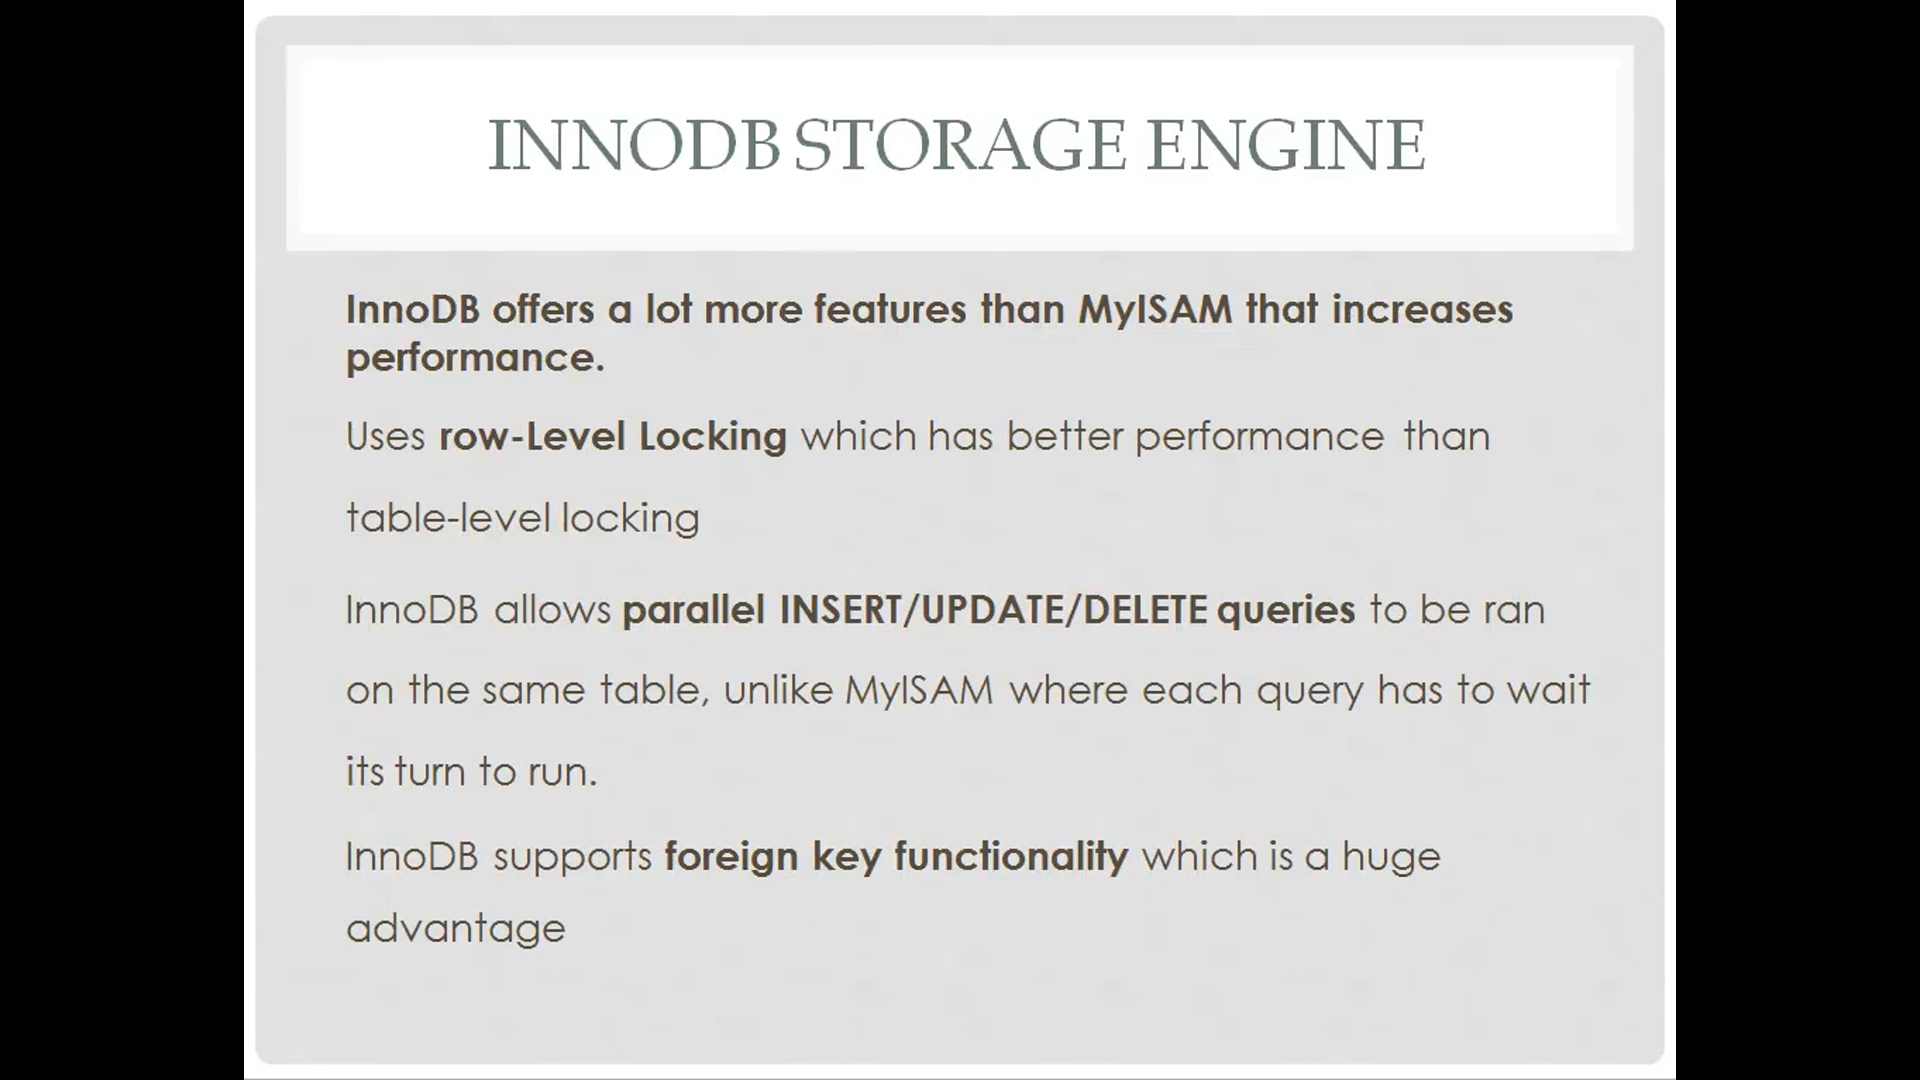 INNODB STORAGE ENGINE
InnoDB offers a lot more features than MyISAM that increases
performance.
Uses row-Level Locking which has better performance than
table-level locking
InnoDB allows parallel INSERT/UPDATE/DELETE queries to be ran
on the same table, unlike MyISAM where each query has to wait
its turn to run.
InnoDB supports foreign key functionality which is a huge
advantage